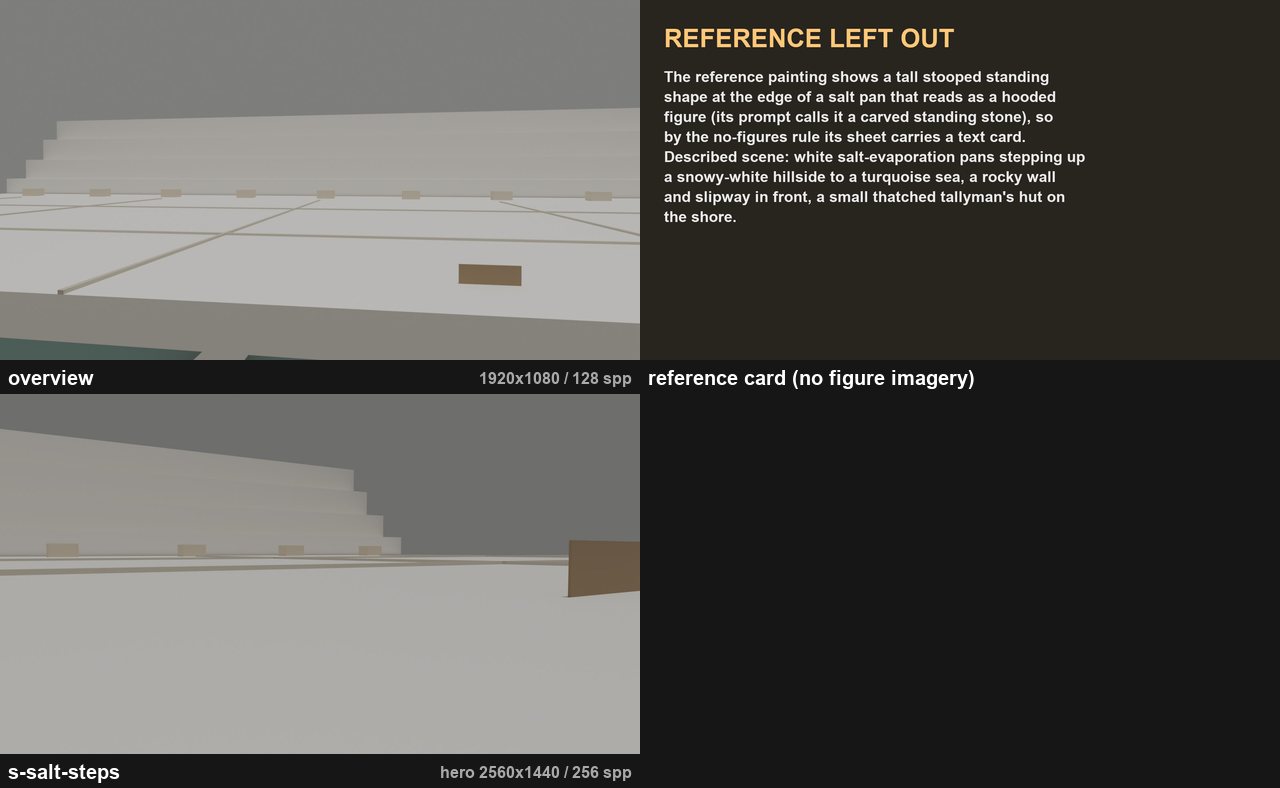 REFERENCE LEFT OUT
The reference painting shows a tall stooped standing
shape at the edge of a salt pan that reads as a hooded
figure (its prompt calls it a carved standing stone), so
by the no-figures rule its sheet carries a text card.
Described scene: white salt-evaporation pans stepping up
a snowy-white hillside to a turquoise sea, a rocky wall
and slipway in front, a small thatched tallyman's hut on
the shore.
overview
1920x1080 / 128 spp
reference card (no figure imagery)
s-salt-steps
hero 2560x1440 / 256 spp